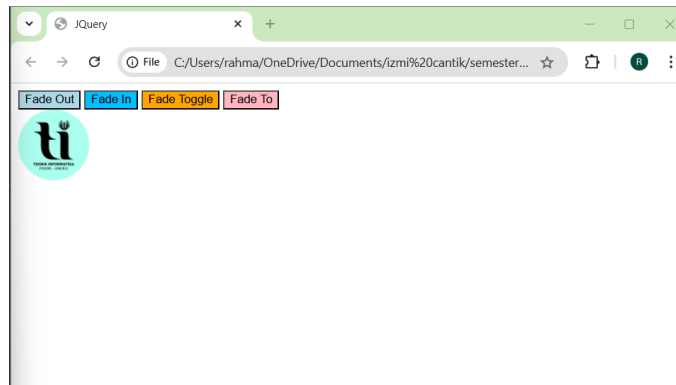 JQuery
File C:/Users/rahma/OneDrive/Documents/izmi%20cantik/semester...
R
Fade Out Fade In Fade Toggle Fade To
ti
TEKNIK INFORMATIKA